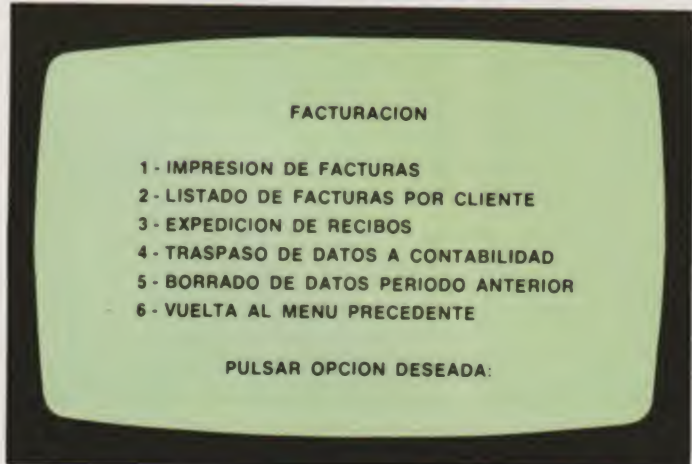 FACTURACION
1 - IMPRESION DE FACTURAS
2 - LISTADO DE FACTURAS POR CLIENTE
3 - EXPEDICION DE RECIBOS
4 - TRASPASO DE DATOS A CONTABILIDAD
5 - BORRADO DE DATOS PERIODO ANTERIOR
6 - VUELTA AL MENU PRECEDENTE
PULSAR OPCION DESEADA: